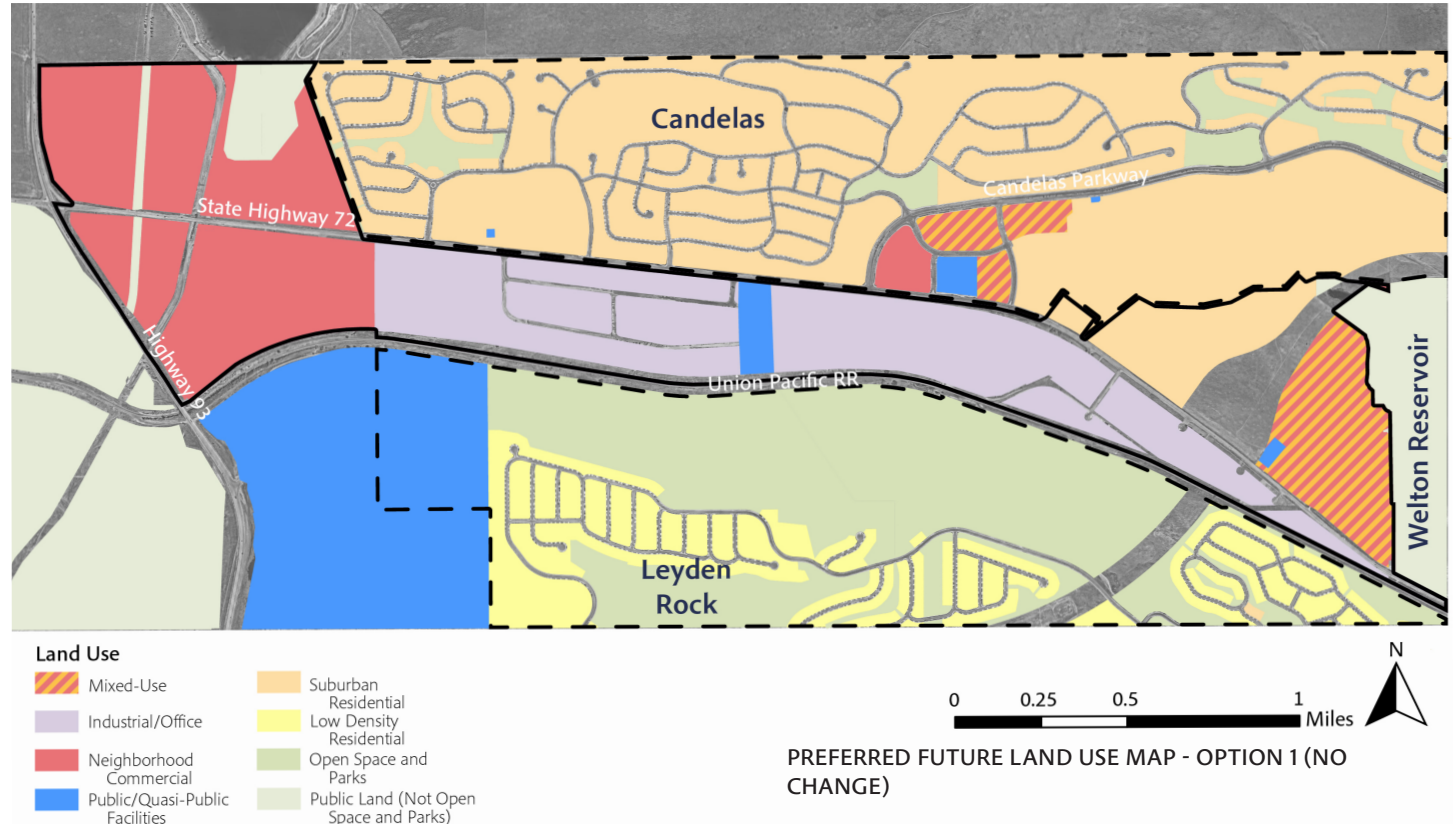 Candelas
Candelas Parkway
State Highway 72
Highway 93
Union Pacific RR
Welton Reservoir
Leyden
Rock
Land Use
Mixed-Use
Industrial/Office
Neighborhood
Commercial
Public/Quasi-Public
Facilities
Suburban
Residential
Low Density
Residential
Open Space and
Parks
Public Land (Not Open
Space and Parks)
0 0.25 0.5 1
Miles
N
PREFERRED FUTURE LAND USE MAP - OPTION 1 (NO
CHANGE)